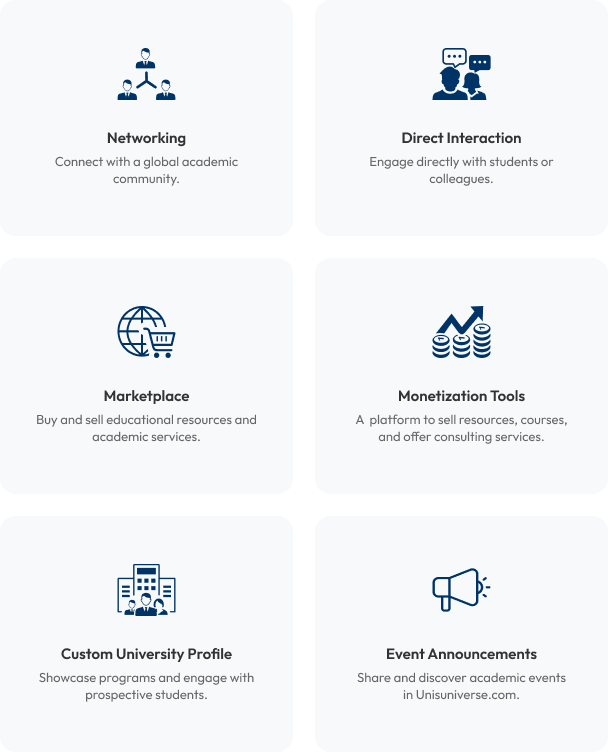 Networking
Connect with a global academic
community.
Direct Interaction
Engage directly with students or
colleagues.
Marketplace
Buy and sell educational resources and
academic services.
Monetization Tools
A  platform to sell resources, courses,
and offer consulting services.
Custom University Profile
Showcase programs and engage with
prospective students.
Event Announcements
Share and discover academic events
in Unisuniverse.com.